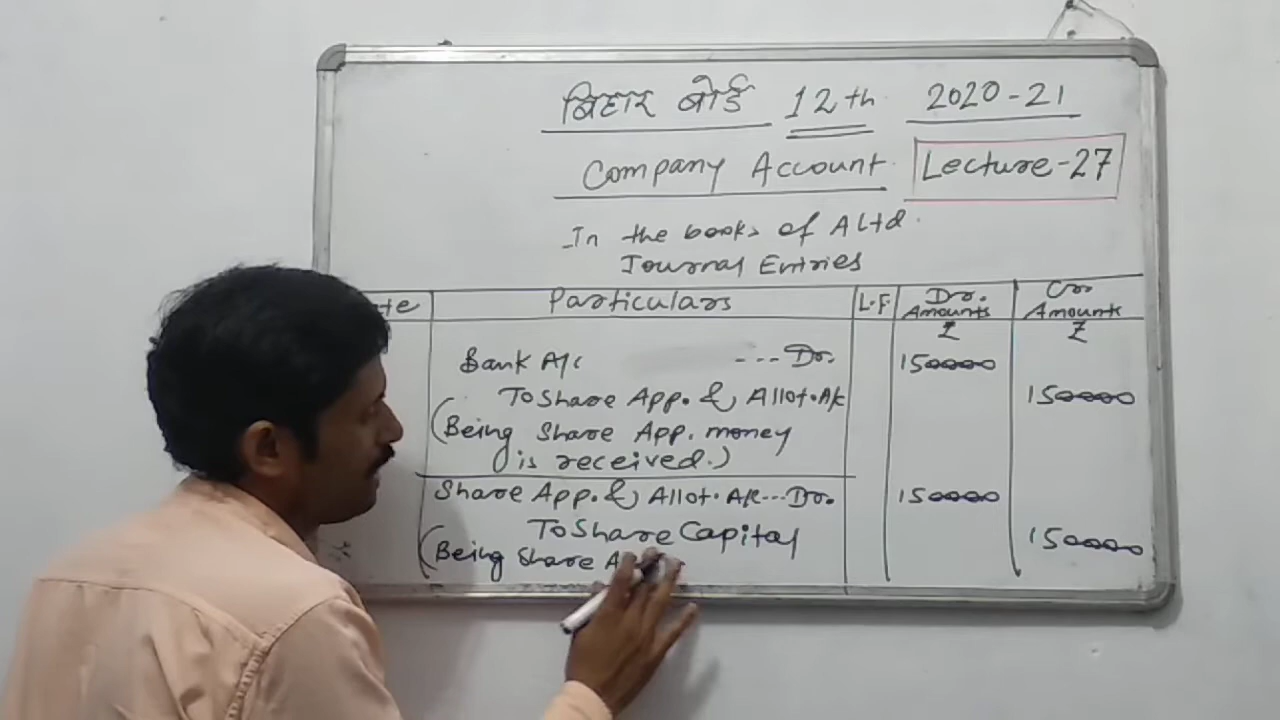 बिहार बोर्ड 12th 2020-21
Company Account Lecture-27
In the books of A Ltd.
Journal Entries
Particulars L.F. Dr. Amounts ₹ Cr. Amounts ₹
Bank A/c --- Dr. 150000
To Share App. & Allot. A/c 150000
(Being Share App. money
is received.)
Share App. & Allot. A/c --- Dr. 150000
To Share Capital 150000
(Being Share A